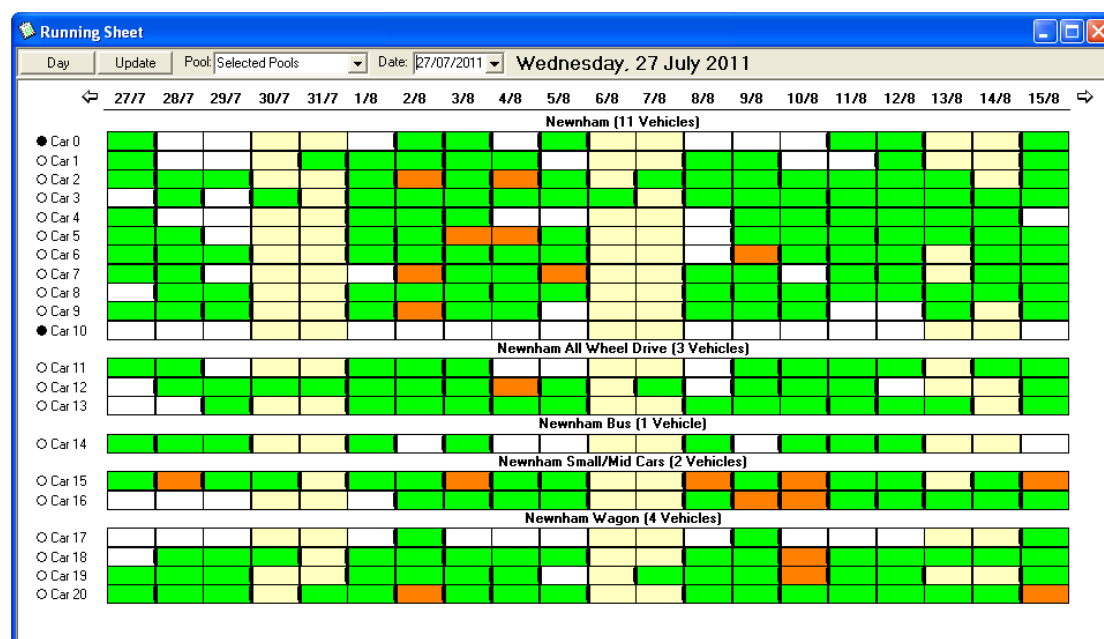 Running Sheet
Day Update Pool: Selected Pools Date: 27/07/2011 Wednesday, 27 July 2011
27/7 28/7 29/7 30/7 31/7 1/8 2/8 3/8 4/8 5/8 6/8 7/8 8/8 9/8 10/8 11/8 12/8 13/8 14/8 15/8
Newnham (11 Vehicles)
Car 0
Car 1
Car 2
Car 3
Car 4
Car 5
Car 6
Car 7
Car 8
Car 9
Car 10
Newnham All Wheel Drive (3 Vehicles)
Car 11
Car 12
Car 13
Newnham Bus (1 Vehicle)
Car 14
Newnham Small/Mid Cars (2 Vehicles)
Car 15
Car 16
Newnham Wagon (4 Vehicles)
Car 17
Car 18
Car 19
Car 20